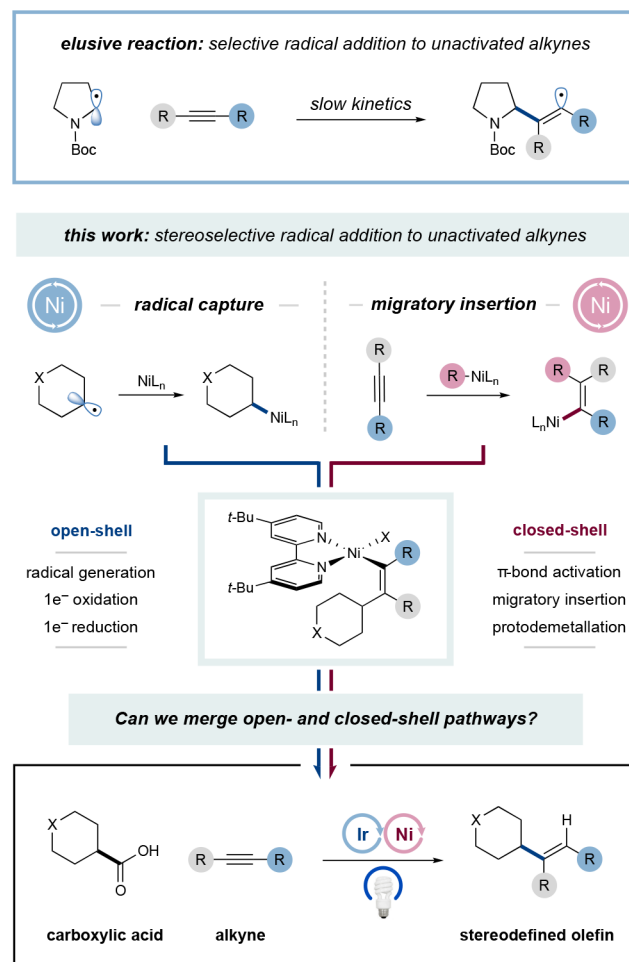 elusive reaction: selective radical addition to unactivated alkynes
N
Boc
R
R
slow kinetics
N
Boc
R
R
this work: stereoselective radical addition to unactivated alkynes
Ni
radical capture
migratory insertion
Ni
X
NiLn
X
NiLn
R
R
R–NiLn
R
R
LnNi
R
open-shell
radical generation
1e⁻ oxidation
1e⁻ reduction
t-Bu
t-Bu
N
N
Ni
X
R
R
X
closed-shell
π-bond activation
migratory insertion
protodemetallation
Can we merge open- and closed-shell pathways?
X
OH
O
R
R
Ir
Ni
X
H
R
R
carboxylic acid
alkyne
stereodefined olefin